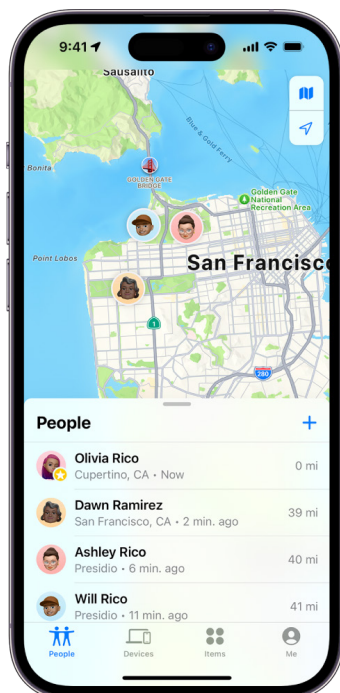 9:41
Sausalito
Blue & Gold Ferry
Bonita
GOLDEN GATE
BRIDGE
Golden Gate
National
Recreation Area
Point Lobos
San Francisco
1
280
People
+
Olivia Rico
Cupertino, CA • Now
0 mi
Dawn Ramirez
San Francisco, CA • 2 min. ago
39 mi
Ashley Rico
Presidio • 6 min. ago
40 mi
Will Rico
Presidio • 11 min. ago
41 mi
People
Devices
Items
Me